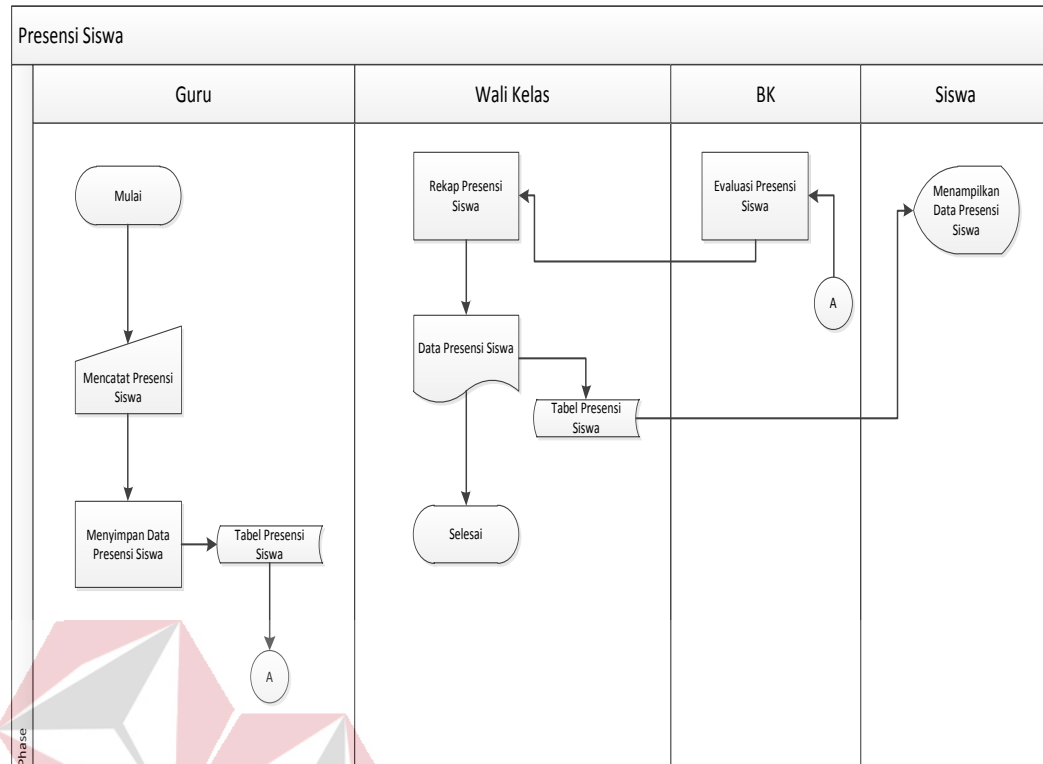 Presensi Siswa
Guru
Wali Kelas
BK
Siswa
Mulai
Mencatat Presensi
Siswa
Menyimpan Data
Presensi Siswa
Tabel Presensi
Siswa
A
Rekap Presensi
Siswa
Data Presensi Siswa
Tabel Presensi
Siswa
Selesai
Evaluasi Presensi
Siswa
A
Menampilkan
Data Presensi
Siswa
Phase